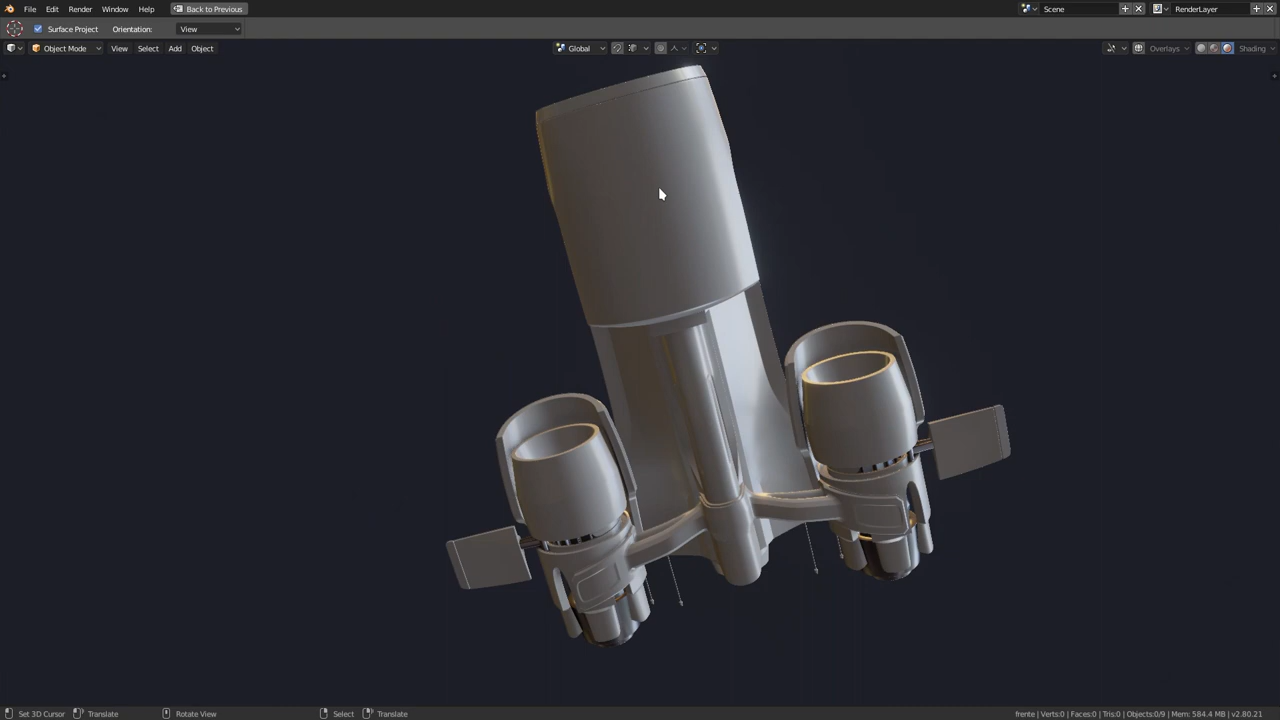 File Edit Render Window Help Back to Previous Scene RenderLayer
Surface Project Orientation: View
Object Mode View Select Add Object Global Overlays Shading
Set 3D Cursor Translate Rotate View Select Translate frente | Verts:0 | Faces:0 | Tris:0 | Objects:0/9 | Mem: 584.4 MB | v2.80.21